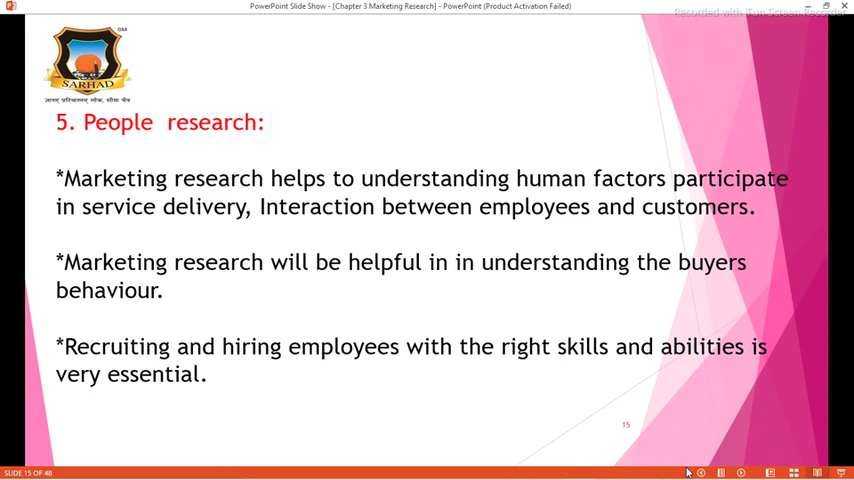 PowerPoint Slide Show - [Chapter 3 Marketing Research] - PowerPoint (Product Activation Failed)
Recorded with iFun Screen Recorder
SM
SARHAD
5. People research:
*Marketing research helps to understanding human factors participate
in service delivery, Interaction between employees and customers.
*Marketing research will be helpful in in understanding the buyers
behaviour.
*Recruiting and hiring employees with the right skills and abilities is
very essential.
15
SLIDE 15 OF 48